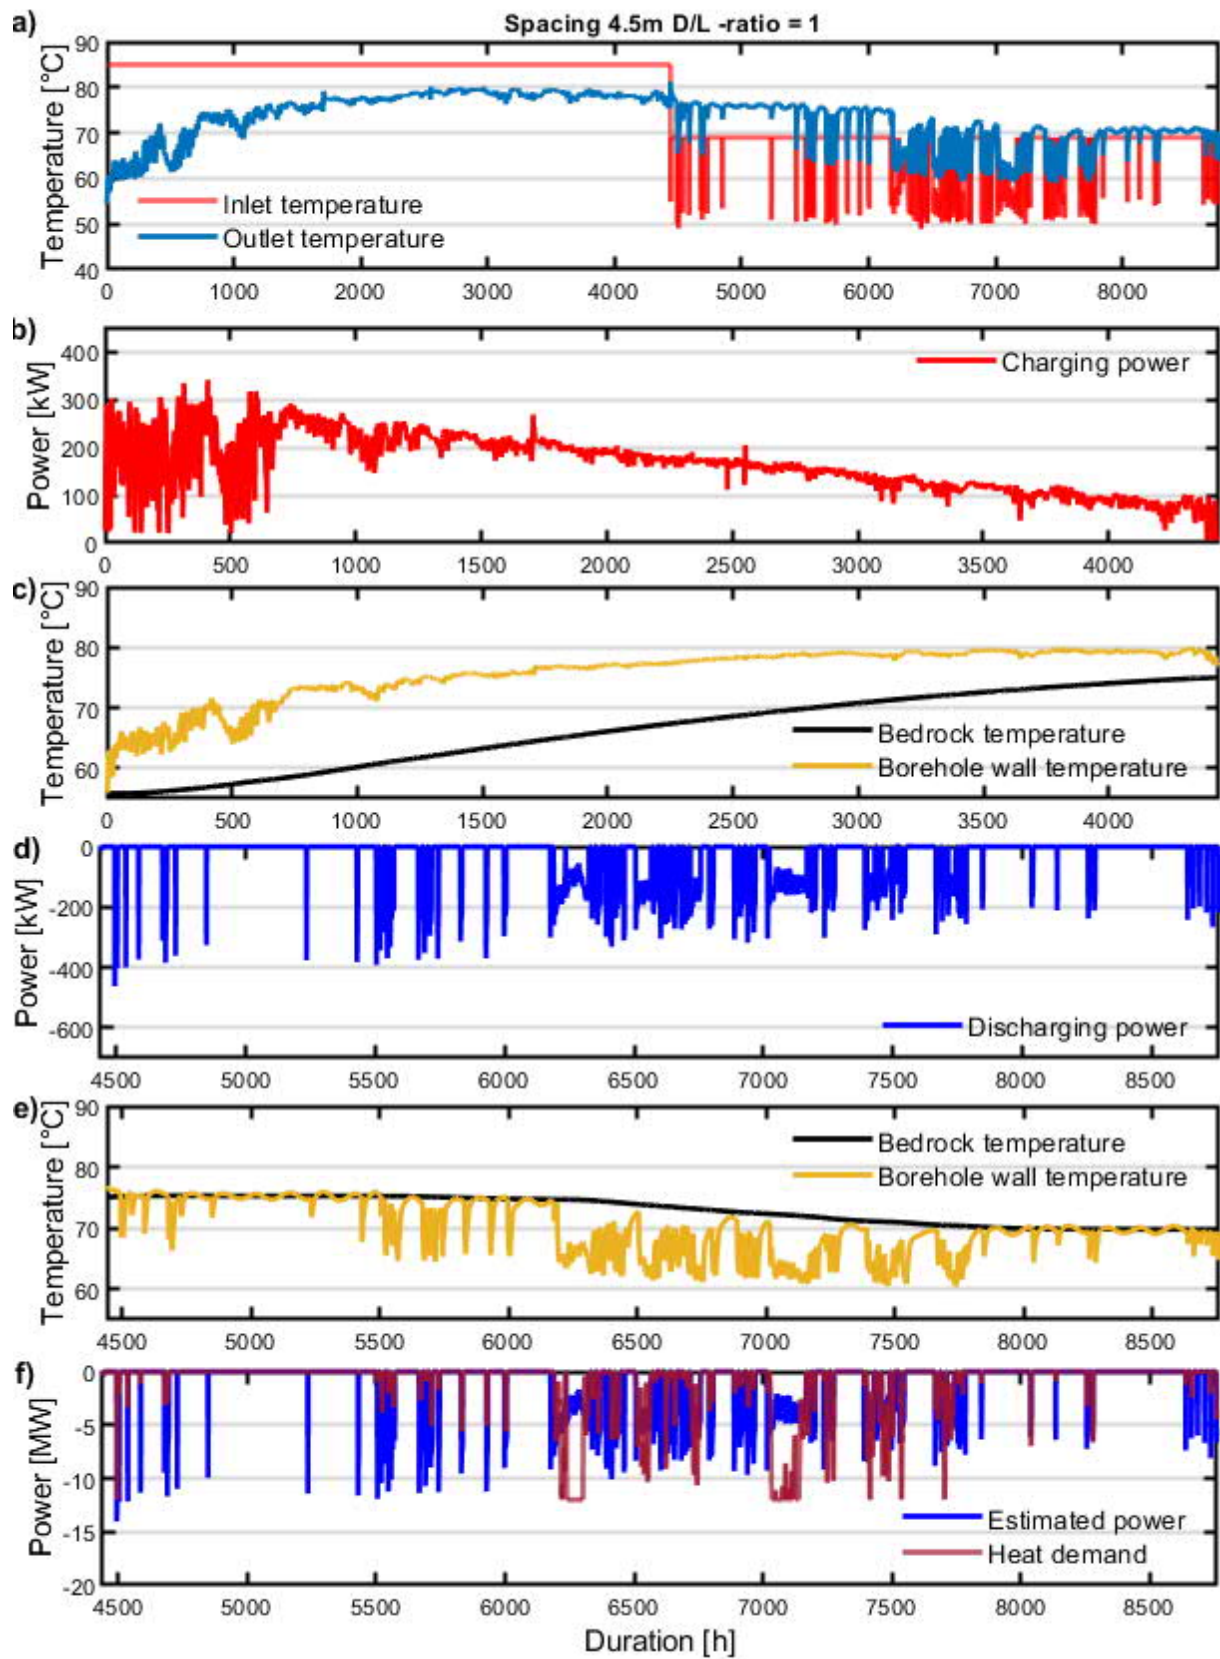 a)
Spacing 4.5m D/L -ratio = 1
Temperature [°C]
90
80
70
60
50
40
Inlet temperature
Outlet temperature
0 1000 2000 3000 4000 5000 6000 7000 8000
b)
Power [kW]
400
300
200
100
0
Charging power
0 500 1000 1500 2000 2500 3000 3500 4000
c)
Temperature [°C]
90
80
70
60
Bedrock temperature
Borehole wall temperature
0 500 1000 1500 2000 2500 3000 3500 4000
d)
Power [kW]
0
-200
-400
-600
Discharging power
4500 5000 5500 6000 6500 7000 7500 8000 8500
e)
Temperature [°C]
90
80
70
60
Bedrock temperature
Borehole wall temperature
4500 5000 5500 6000 6500 7000 7500 8000 8500
f)
Power [MW]
0
-5
-10
-15
-20
Estimated power
Heat demand
4500 5000 5500 6000 6500 7000 7500 8000 8500
Duration [h]